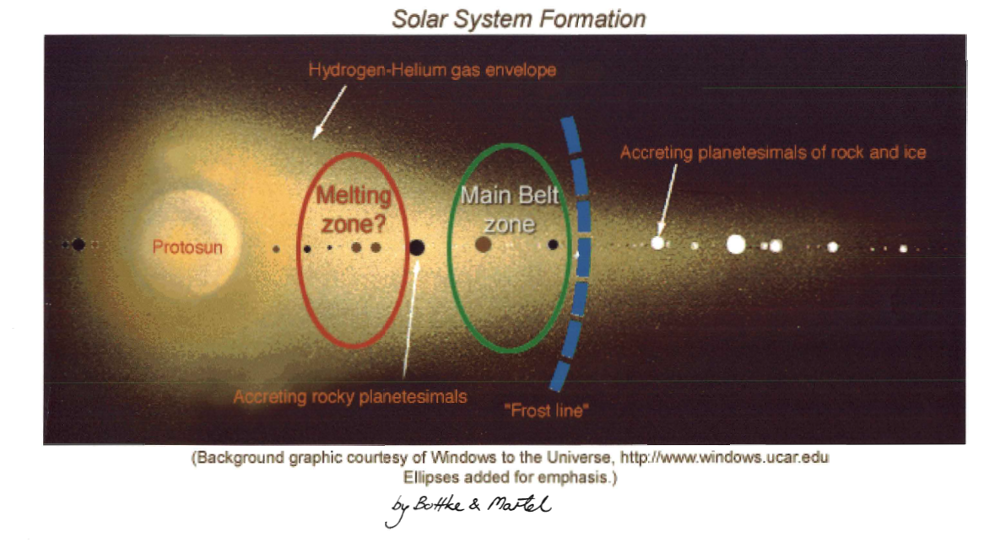 Solar System Formation
Hydrogen-Helium gas envelope
Accreting planetesimals of rock and ice
Melting
zone?
Main Belt
zone
Protosun
Accreting rocky planetesimals
"Frost line"
(Background graphic courtesy of Windows to the Universe, http://www.windows.ucar.edu
Ellipses added for emphasis.)
by Bottke & Martel